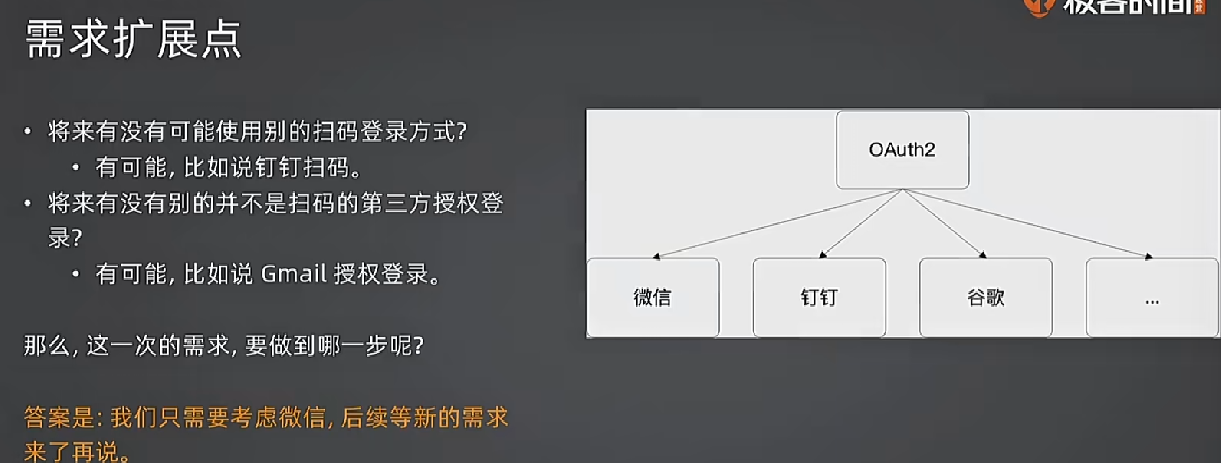 极客时间
需求扩展点
• 将来有没有可能使用别的扫码登录方式?
• 有可能, 比如说钉钉扫码。
• 将来有没有别的并不是扫码的第三方授权登
录?
• 有可能, 比如说 Gmail 授权登录。
那么, 这一次的需求, 要做到哪一步呢?
答案是: 我们只需要考虑微信, 后续等新的需求
来了再说。
OAuth2
微信
钉钉
谷歌
...